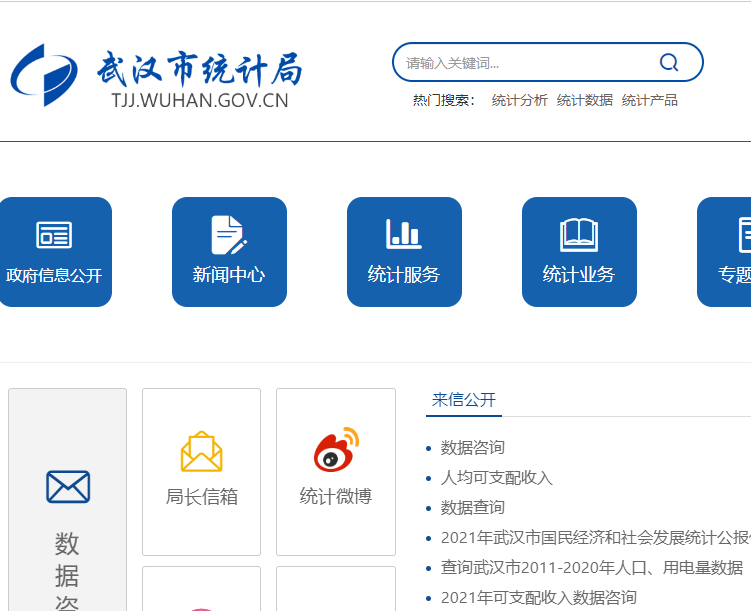 武汉市统计局
TJJ.WUHAN.GOV.CN
请输入关键词...
热门搜索： 统计分析 统计数据 统计产品
政府信息公开
新闻中心
统计服务
统计业务
专题
数据咨
局长信箱
统计微博
来信公开
数据咨询
人均可支配收入
数据查询
2021年武汉市国民经济和社会发展统计公报
查询武汉市2011-2020年人口、用电量数据
2021年可支配收入数据咨询